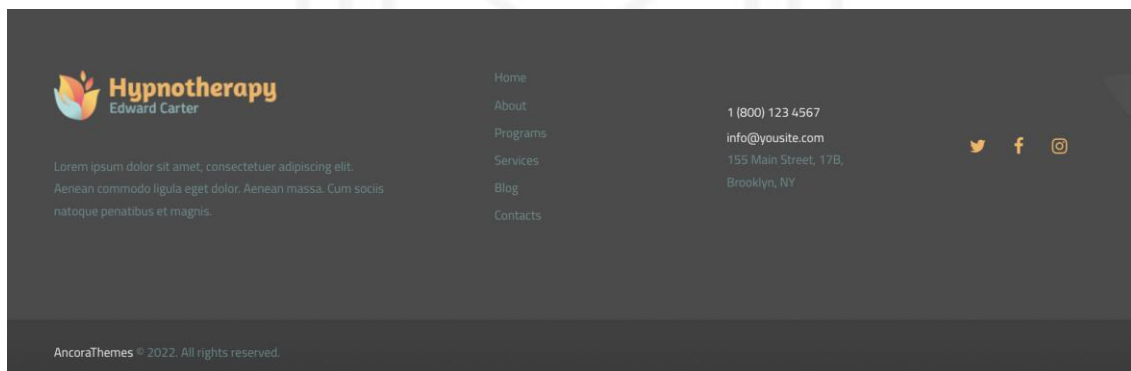 Hypnotherapy
Edward Carter
Lorem ipsum dolor sit amet, consectetuer adipiscing elit.
Aenean commodo ligula eget dolor. Aenean massa. Cum sociis
natoque penatibus et magnis.
Home
About
Programs
Services
Blog
Contacts
1 (800) 123 4567
info@yousite.com
155 Main Street, 17B,
Brooklyn, NY
AncoraThemes © 2022. All rights reserved.